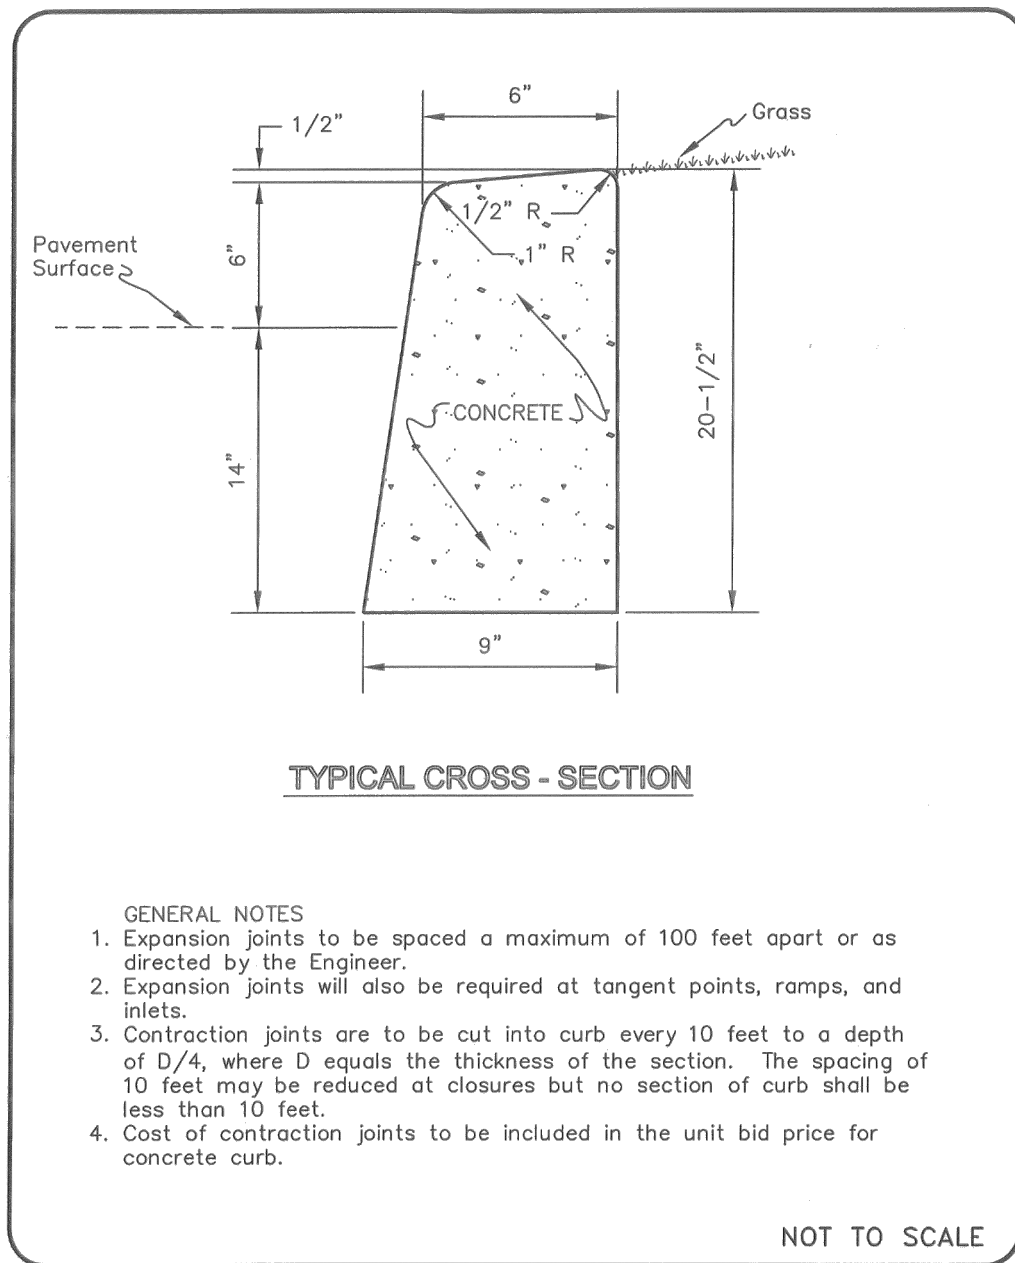 6"
1/2"
Grass
1/2" R
1" R
Pavement
Surface
6"
CONCRETE
20-1/2"
14"
9"
TYPICAL CROSS - SECTION
GENERAL NOTES
1. Expansion joints to be spaced a maximum of 100 feet apart or as
directed by the Engineer.
2. Expansion joints will also be required at tangent points, ramps, and
inlets.
3. Contraction joints are to be cut into curb every 10 feet to a depth
of D/4, where D equals the thickness of the section. The spacing of
10 feet may be reduced at closures but no section of curb shall be
less than 10 feet.
4. Cost of contraction joints to be included in the unit bid price for
concrete curb.
NOT TO SCALE